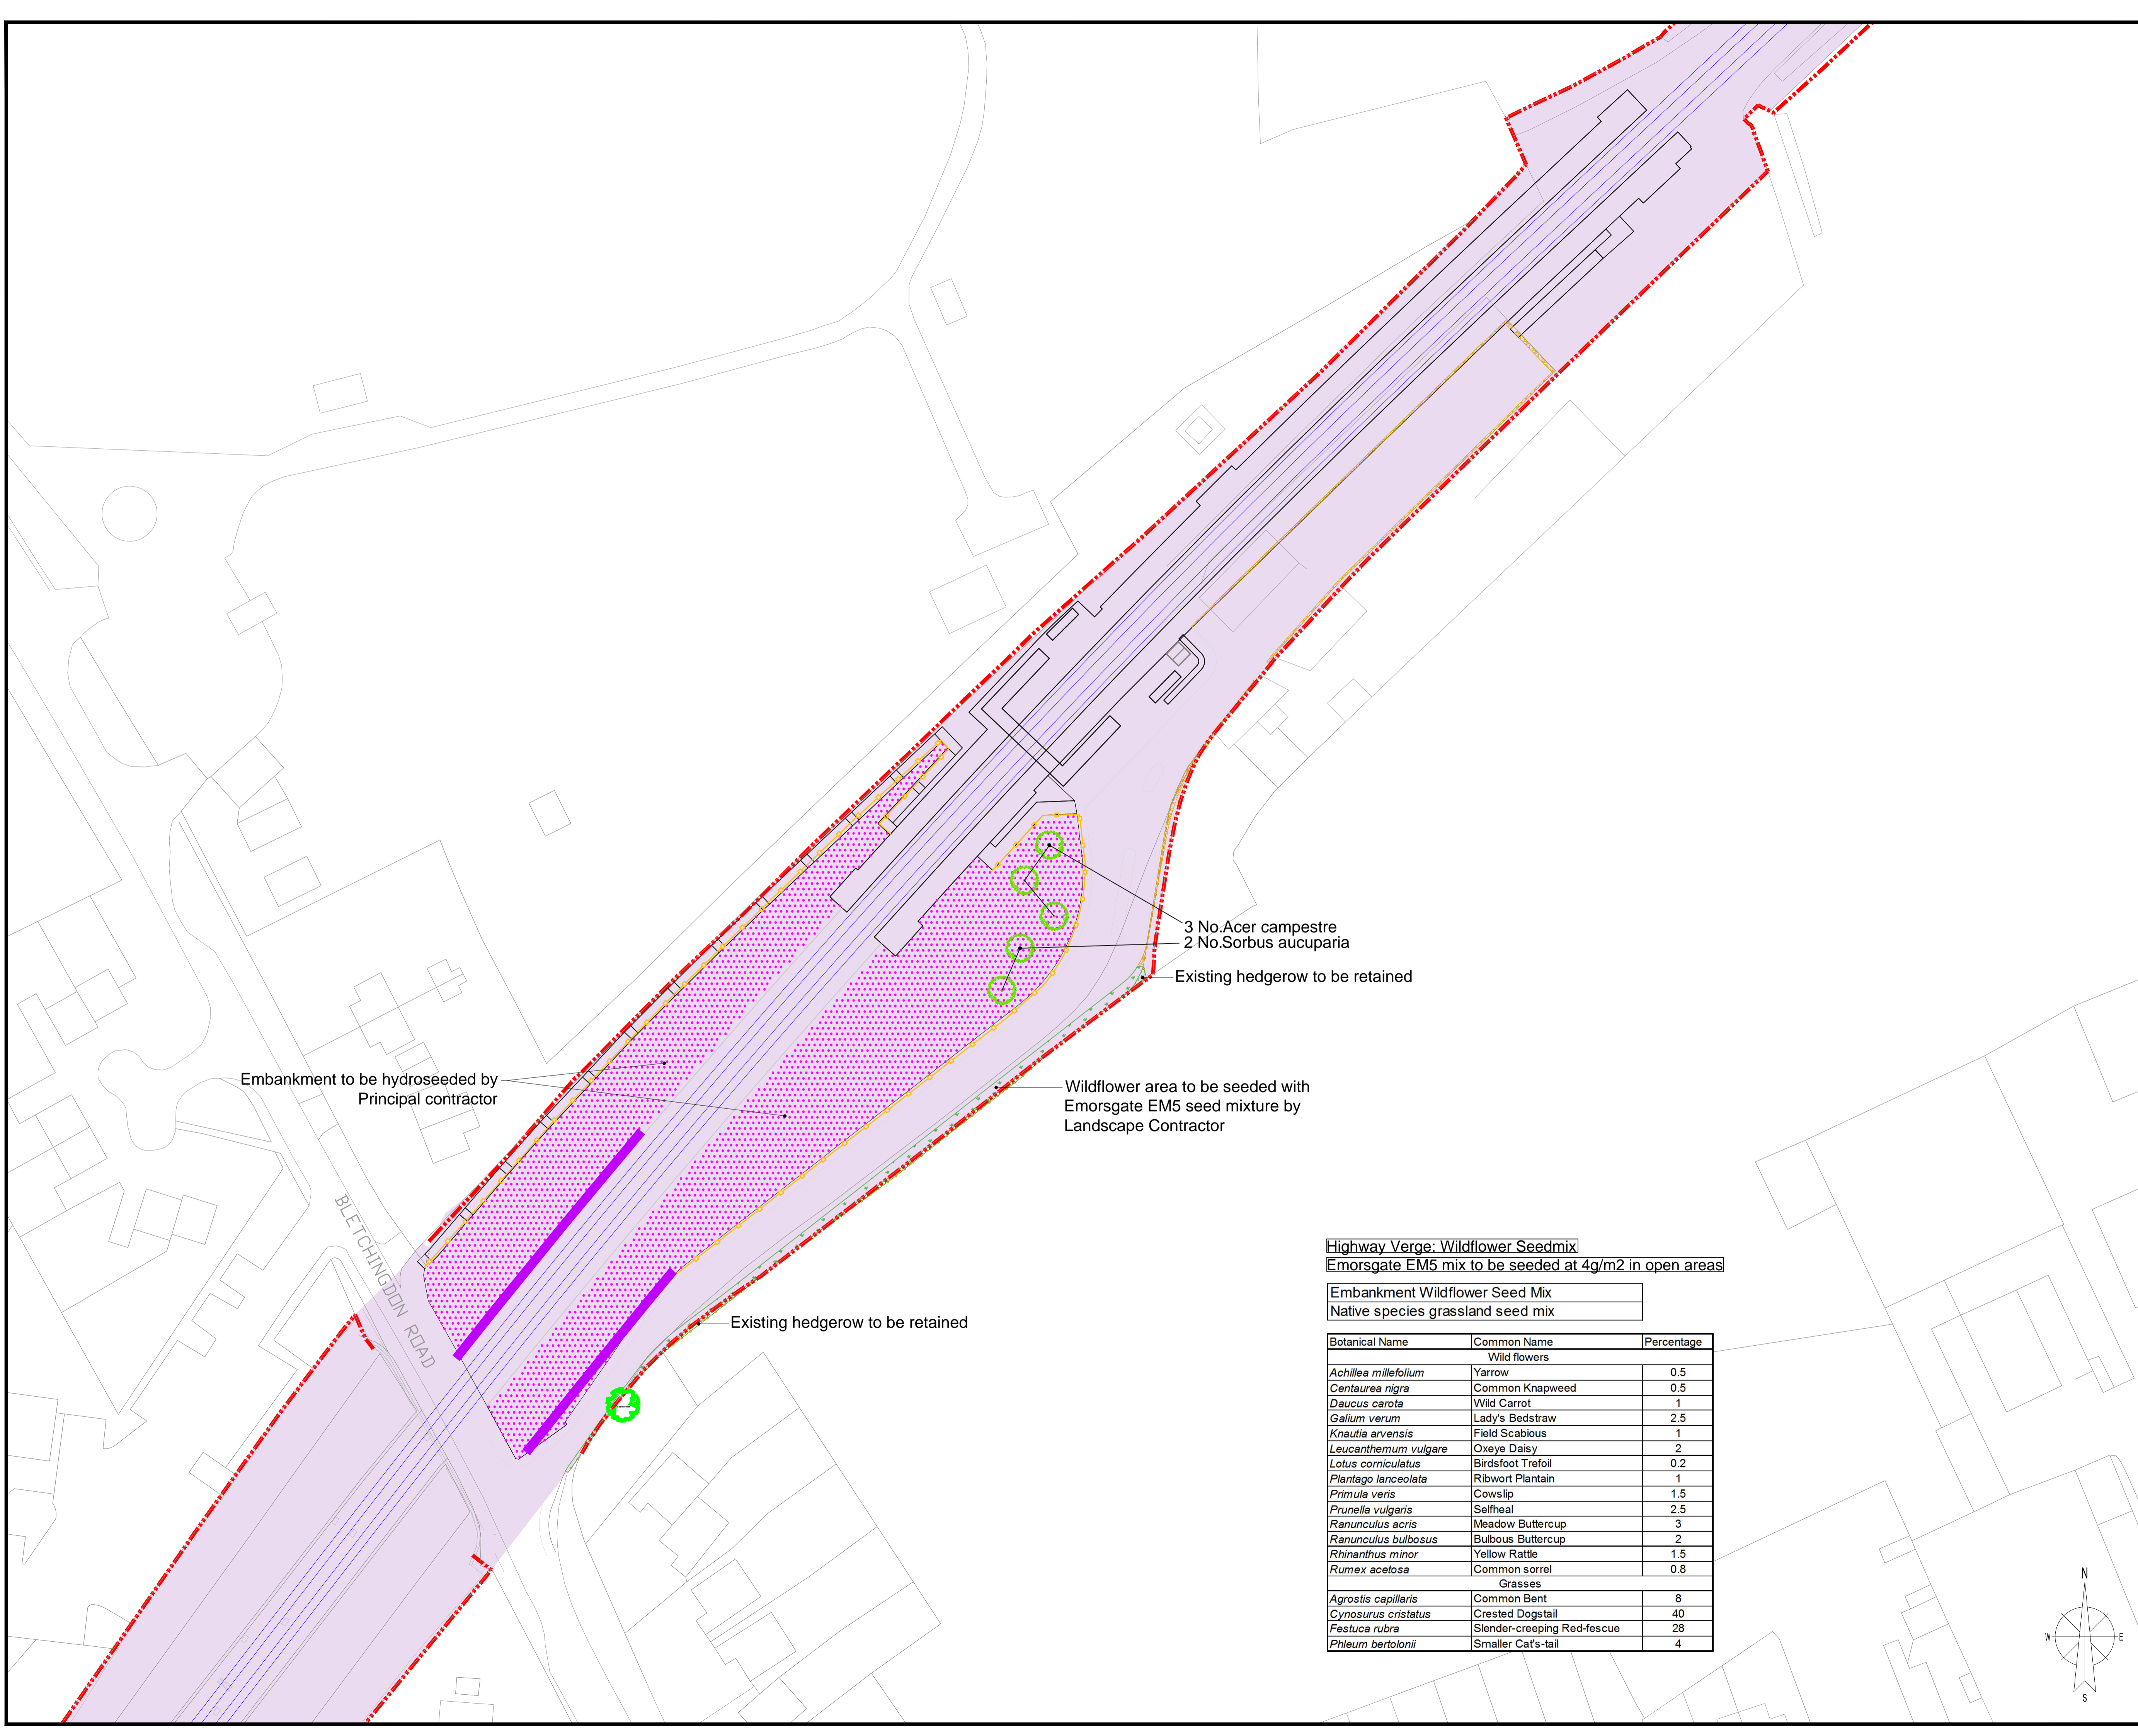 3 No.Acer campestre
2 No.Sorbus aucuparia
Existing hedgerow to be retained
Embankment to be hydroseeded by
Principal contractor
Wildflower area to be seeded with
Emorsgate EM5 seed mixture by
Landscape Contractor
BLETCHINGDON ROAD
Existing hedgerow to be retained
Highway Verge: Wildflower Seedmix
Emorsgate EM5 mix to be seeded at 4g/m2 in open areas
Embankment Wildflower Seed Mix
Native species grassland seed mix
Botanical Name Common Name Percentage
Wild flowers
Achillea millefolium Yarrow 0.5
Centaurea nigra Common Knapweed 0.5
Daucus carota Wild Carrot 1
Galium verum Lady's Bedstraw 2.5
Knautia arvensis Field Scabious 1
Leucanthemum vulgare Oxeye Daisy 2
Lotus corniculatus Birdsfoot Trefoil 0.2
Plantago lanceolata Ribwort Plantain 1
Primula veris Cowslip 1.5
Prunella vulgaris Selfheal 2.5
Ranunculus acris Meadow Buttercup 3
Ranunculus bulbosus Bulbous Buttercup 2
Rhinanthus minor Yellow Rattle 1.5
Rumex acetosa Common sorrel 0.8
Grasses
Agrostis capillaris Common Bent 8
Cynosurus cristatus Crested Dogstail 40
Festuca rubra Slender-creeping Red-fescue 28
Phleum bertolonii Smaller Cat's-tail 4
N
W E
S